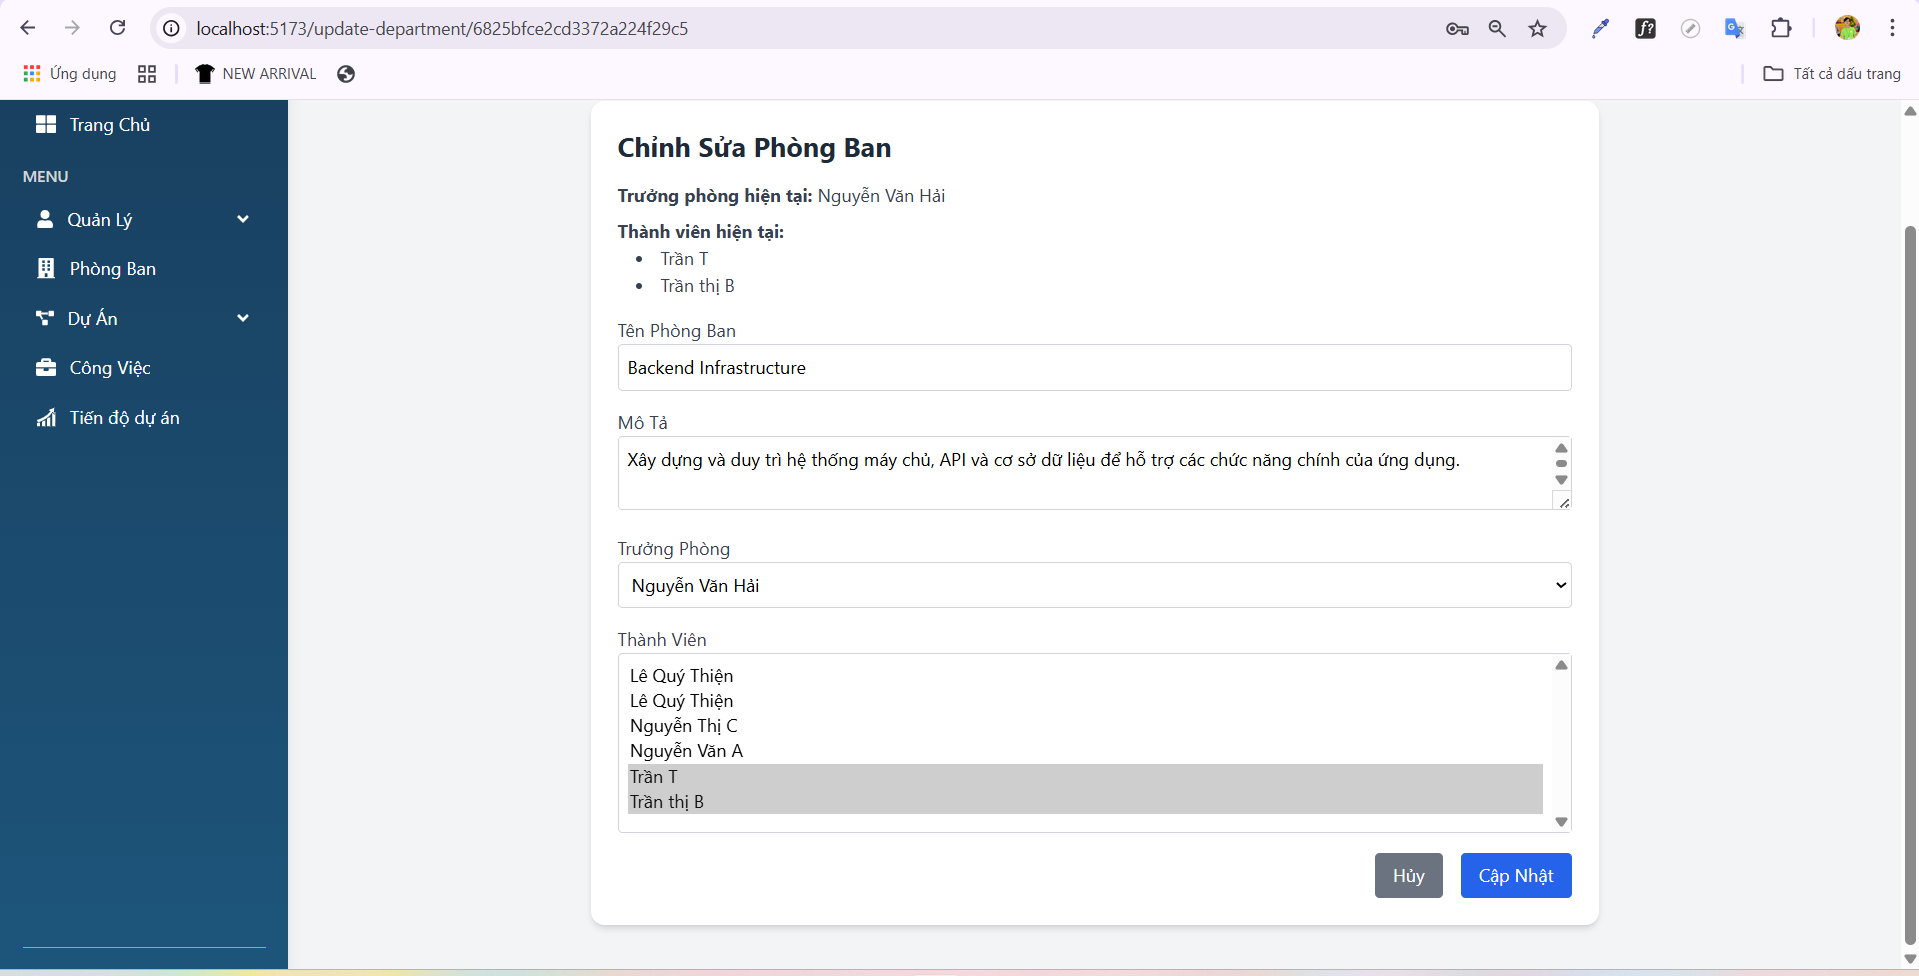 localhost:5173/update-department/6825bfce2cd3372a224f29c5
Ứng dụng
NEW ARRIVAL
Tất cả dấu trang
Trang Chủ
MENU
Quản Lý
Phòng Ban
Dự Án
Công Việc
Tiến độ dự án
Chỉnh Sửa Phòng Ban
Trưởng phòng hiện tại: Nguyễn Văn Hải
Thành viên hiện tại:
• Trần T
• Trần thị B
Tên Phòng Ban
Backend Infrastructure
Mô Tả
Xây dựng và duy trì hệ thống máy chủ, API và cơ sở dữ liệu để hỗ trợ các chức năng chính của ứng dụng.
Trưởng Phòng
Nguyễn Văn Hải
Thành Viên
Lê Quý Thiện
Lê Quý Thiện
Nguyễn Thị C
Nguyễn Văn A
Trần T
Trần thị B
Hủy
Cập Nhật